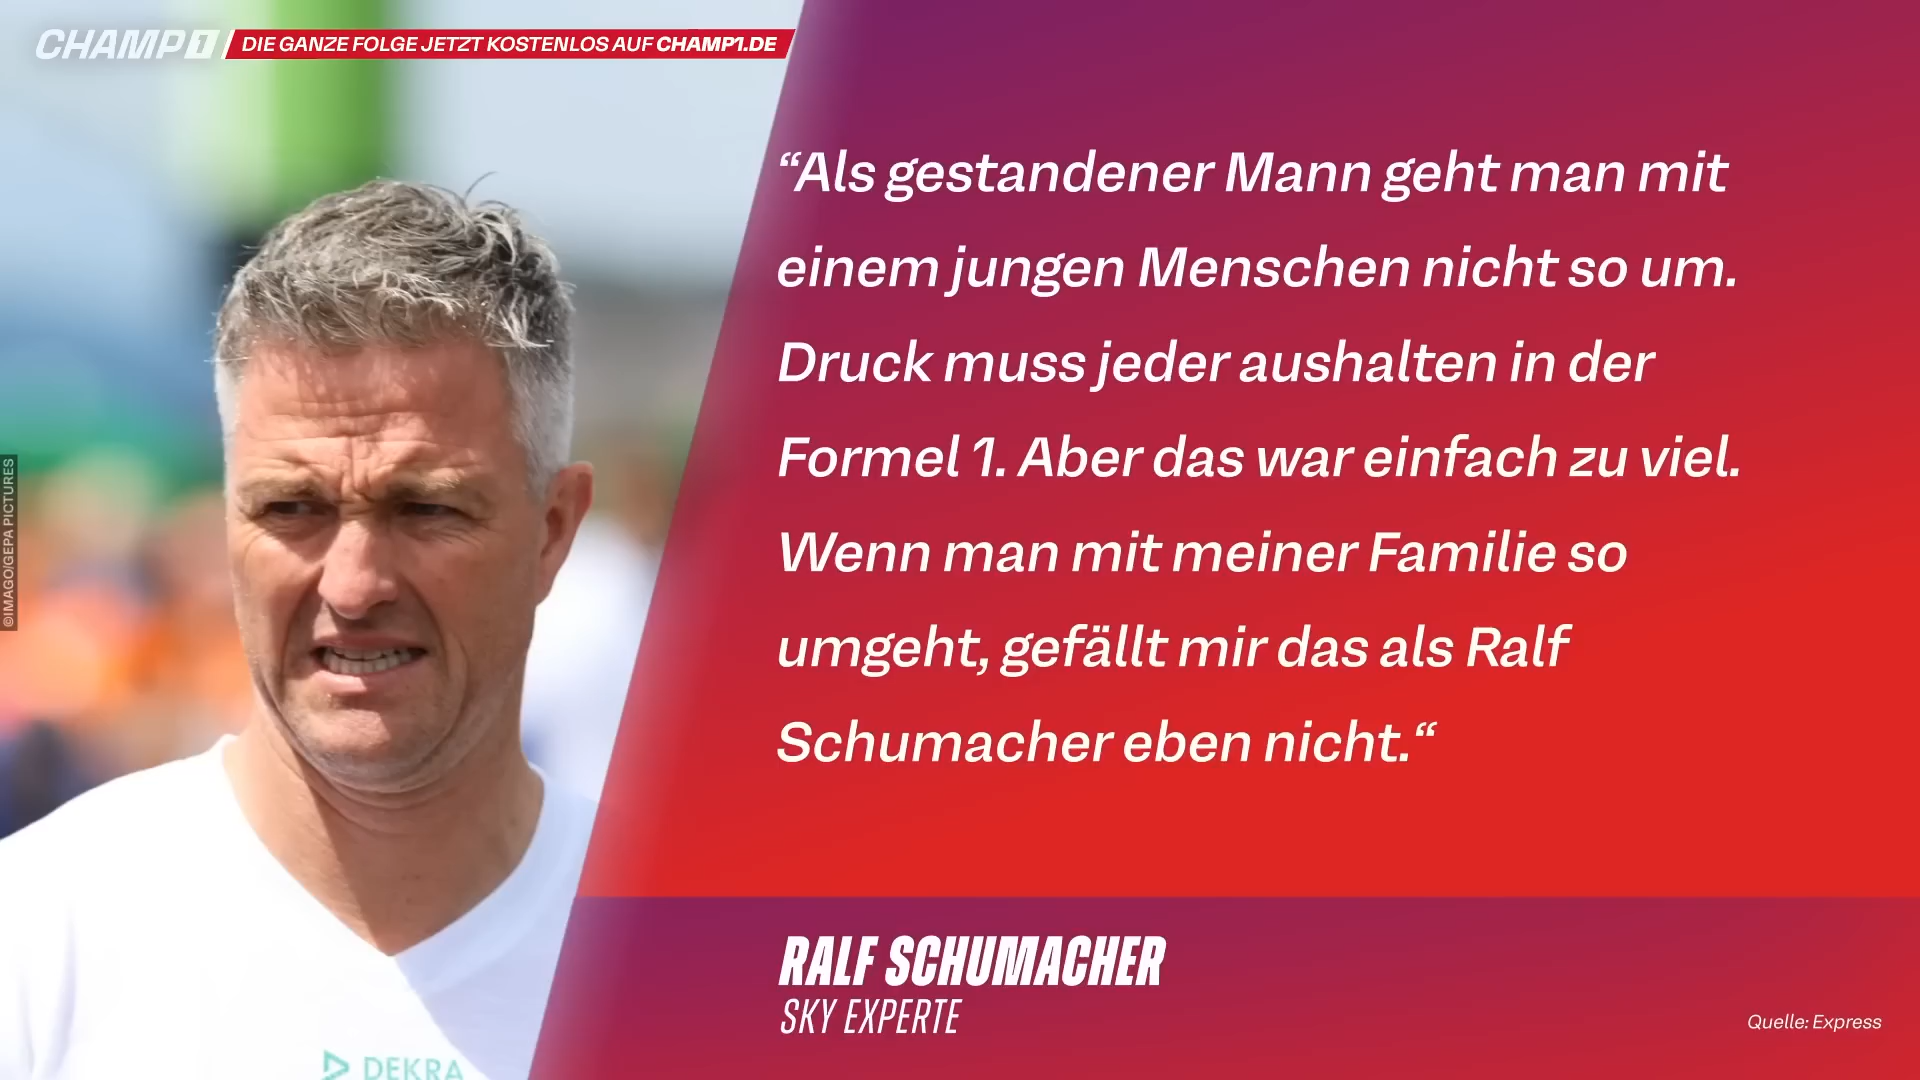 CHAMP1
DIE GANZE FOLGE JETZT KOSTENLOS AUF CHAMP1.DE
“Als gestandener Mann geht man mit
einem jungen Menschen nicht so um.
Druck muss jeder aushalten in der
Formel 1. Aber das war einfach zu viel.
Wenn man mit meiner Familie so
umgeht, gefällt mir das als Ralf
Schumacher eben nicht.“
RALF SCHUMACHER
SKY EXPERTE
Quelle: Express
©IMAGO/GEPA PICTURES
DEKRA